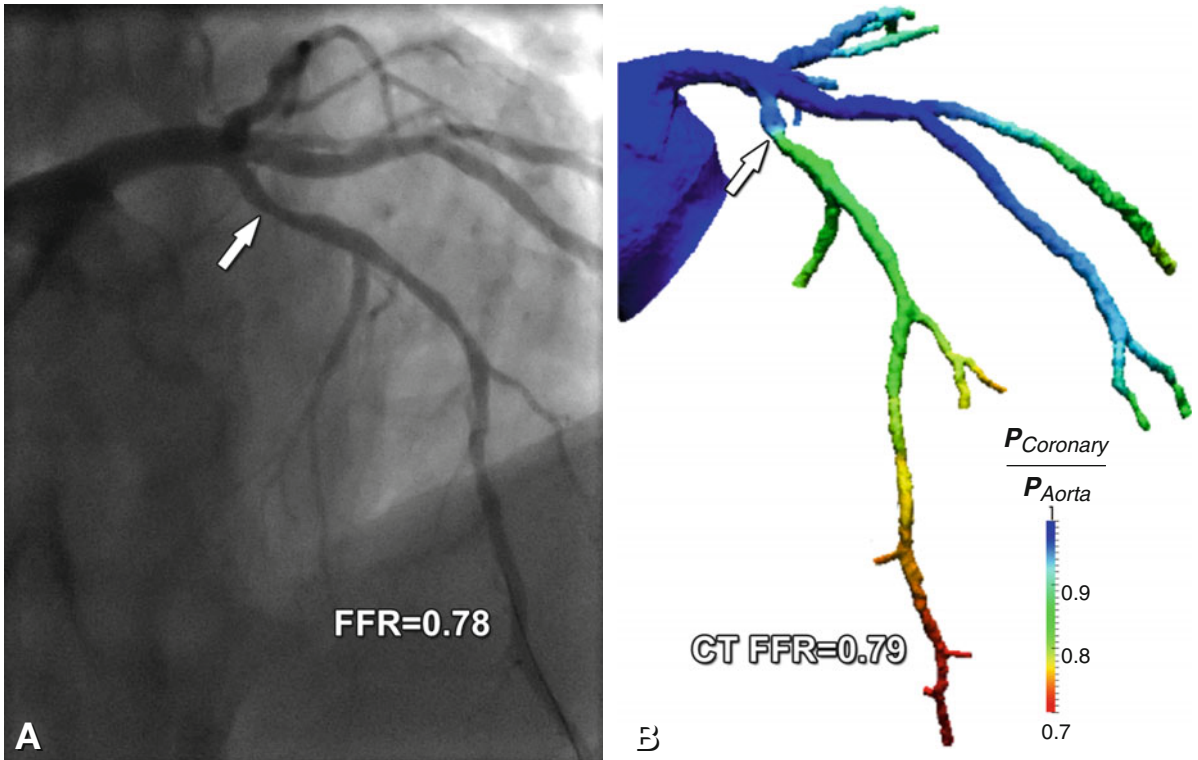 FFR=0.78
A
P Coronary
P Aorta
1
0.9
0.8
0.7
CT FFR=0.79
B